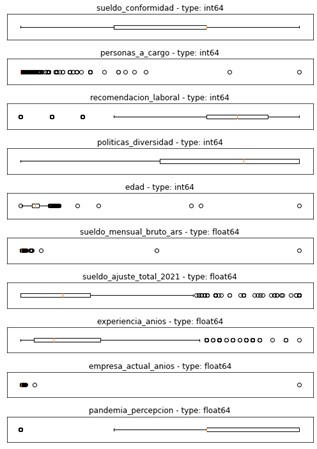 sueldo_conformidad - type: int64
personas_a_cargo - type: int64
recomendacion_laboral - type: int64
politicas_diversidad - type: int64
edad - type: int64
sueldo_mensual_bruto_ars - type: float64
sueldo_ajuste_total_2021 - type: float64
experiencia_anios - type: float64
empresa_actual_anios - type: float64
pandemia_percepcion - type: float64